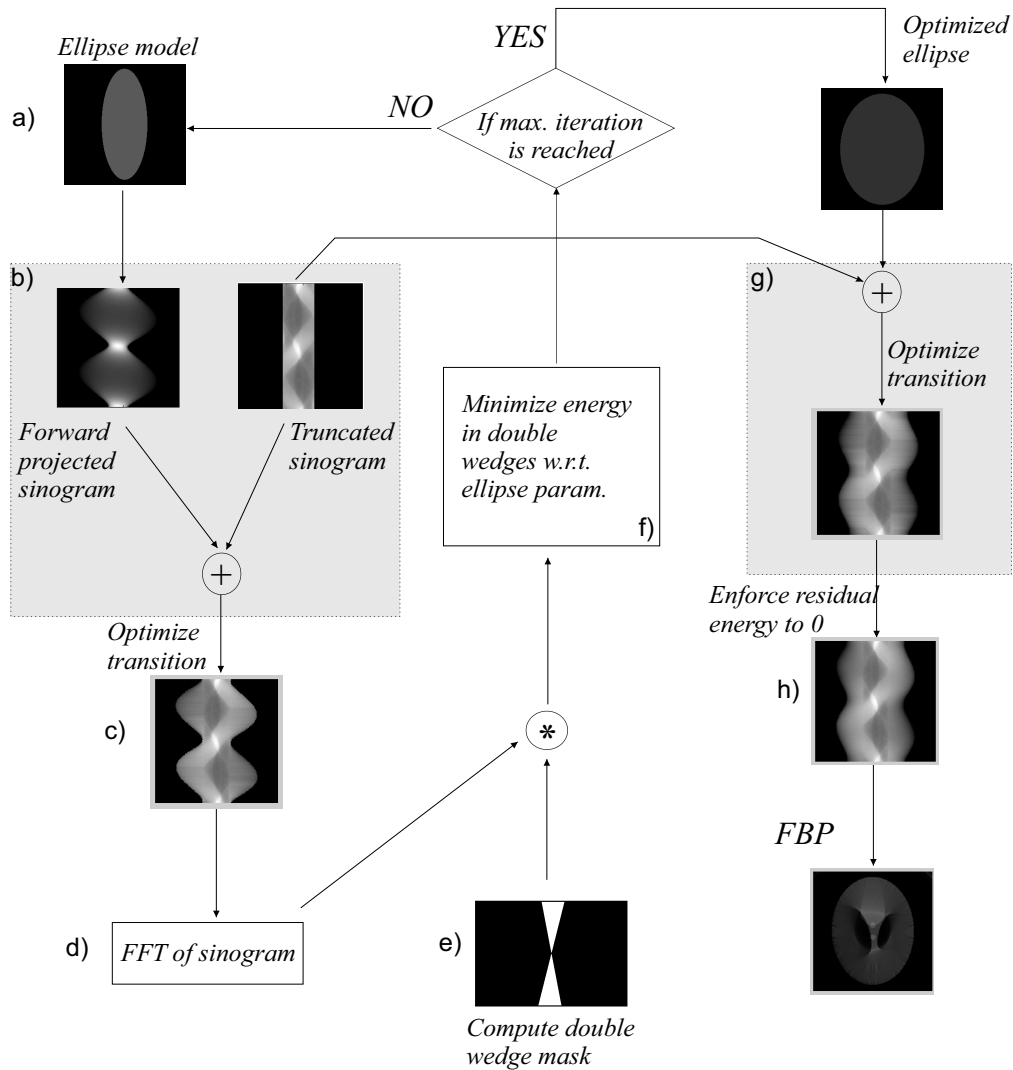 YES
Optimized
ellipse
Ellipse model
a)
NO
If max. iteration
is reached
b)
g)
+
Optimize
transition
Forward
projected
sinogram
Truncated
sinogram
Minimize energy
in double
wedges w.r.t.
ellipse param.
f)
+
Optimize
transition
Enforce residual
energy to 0
c)
h)
*
FBP
d)
FFT of sinogram
e)
Compute double
wedge mask